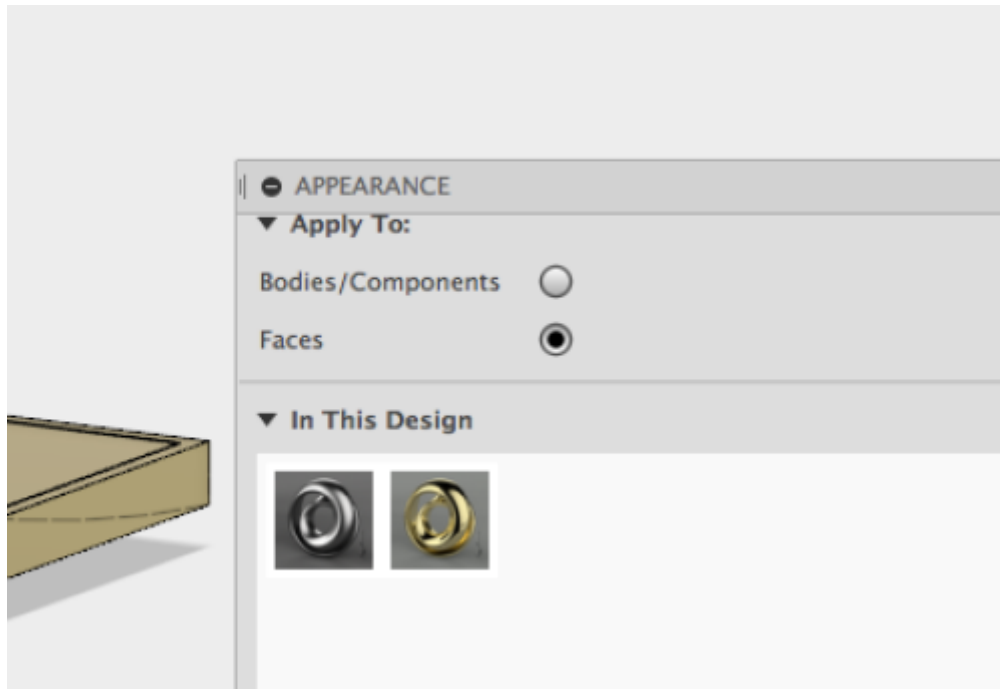 APPEARANCE
Apply To:
Bodies/Components
Faces
In This Design